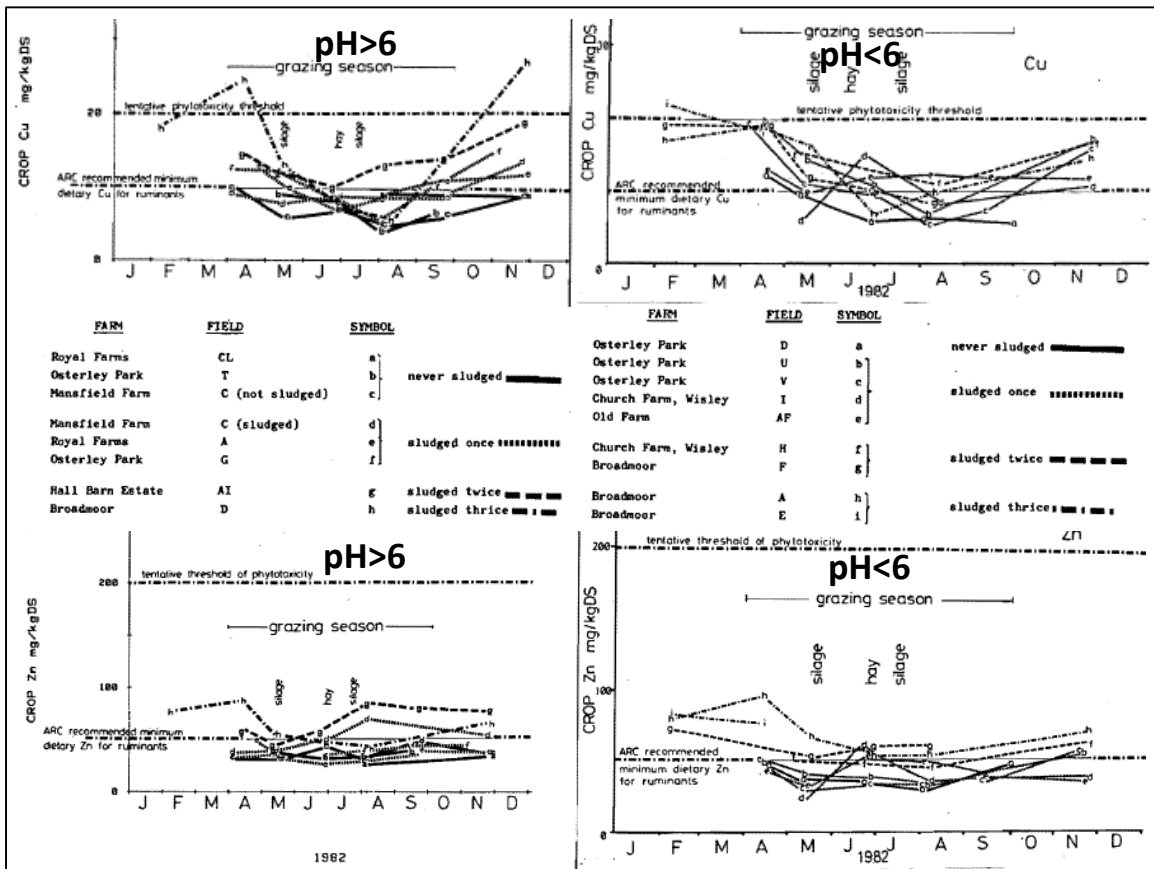 pH>6
grazing season
CROP Cu mg/kgDS
tentative phytotoxicity threshold
20
silage
hay
silage
ARC recommended minimum
dietary Cu for ruminants
0
J F M A M J J A S O N D
pH<6
grazing season
Cu
CROP Cu mg/kgDS
silage
hay
silage
tentative phytotoxicity threshold
ARC recommended
minimum dietary Cu
for ruminants
0
J F M A M J J A S O N D
1982
FARM FIELD SYMBOL
Royal Farms CL a
Osterley Park T b never sludged
Mansfield Farm C (not sludged) c
Mansfield Farm C (sludged) d
Royal Farms A e sludged once
Osterley Park G f
Hall Barn Estate AI g sludged twice
Broadmoor D h sludged thrice
FARM FIELD SYMBOL
Osterley Park D a never sludged
Osterley Park U b
Osterley Park V c sludged once
Church Farm, Wisley I d
Old Farm AF e
Church Farm, Wisley H f sludged twice
Broadmoor F g
Broadmoor A h sludged thrice
Broadmoor E i
pH>6
200
tentative threshold of phytotoxicity
grazing season
CROP Zn mg/kgDS
silage
hay
silage
100
ARC recommended minimum
dietary Zn for ruminants
0
J F M A M J J A S O N D
1982
Zn
200
tentative threshold of phytotoxicity
pH<6
grazing season
CROP Zn mg/kgDS
silage
hay
silage
100
ARC recommended
minimum dietary Zn
for ruminants
0
J F M A M J J A S O N D
1982